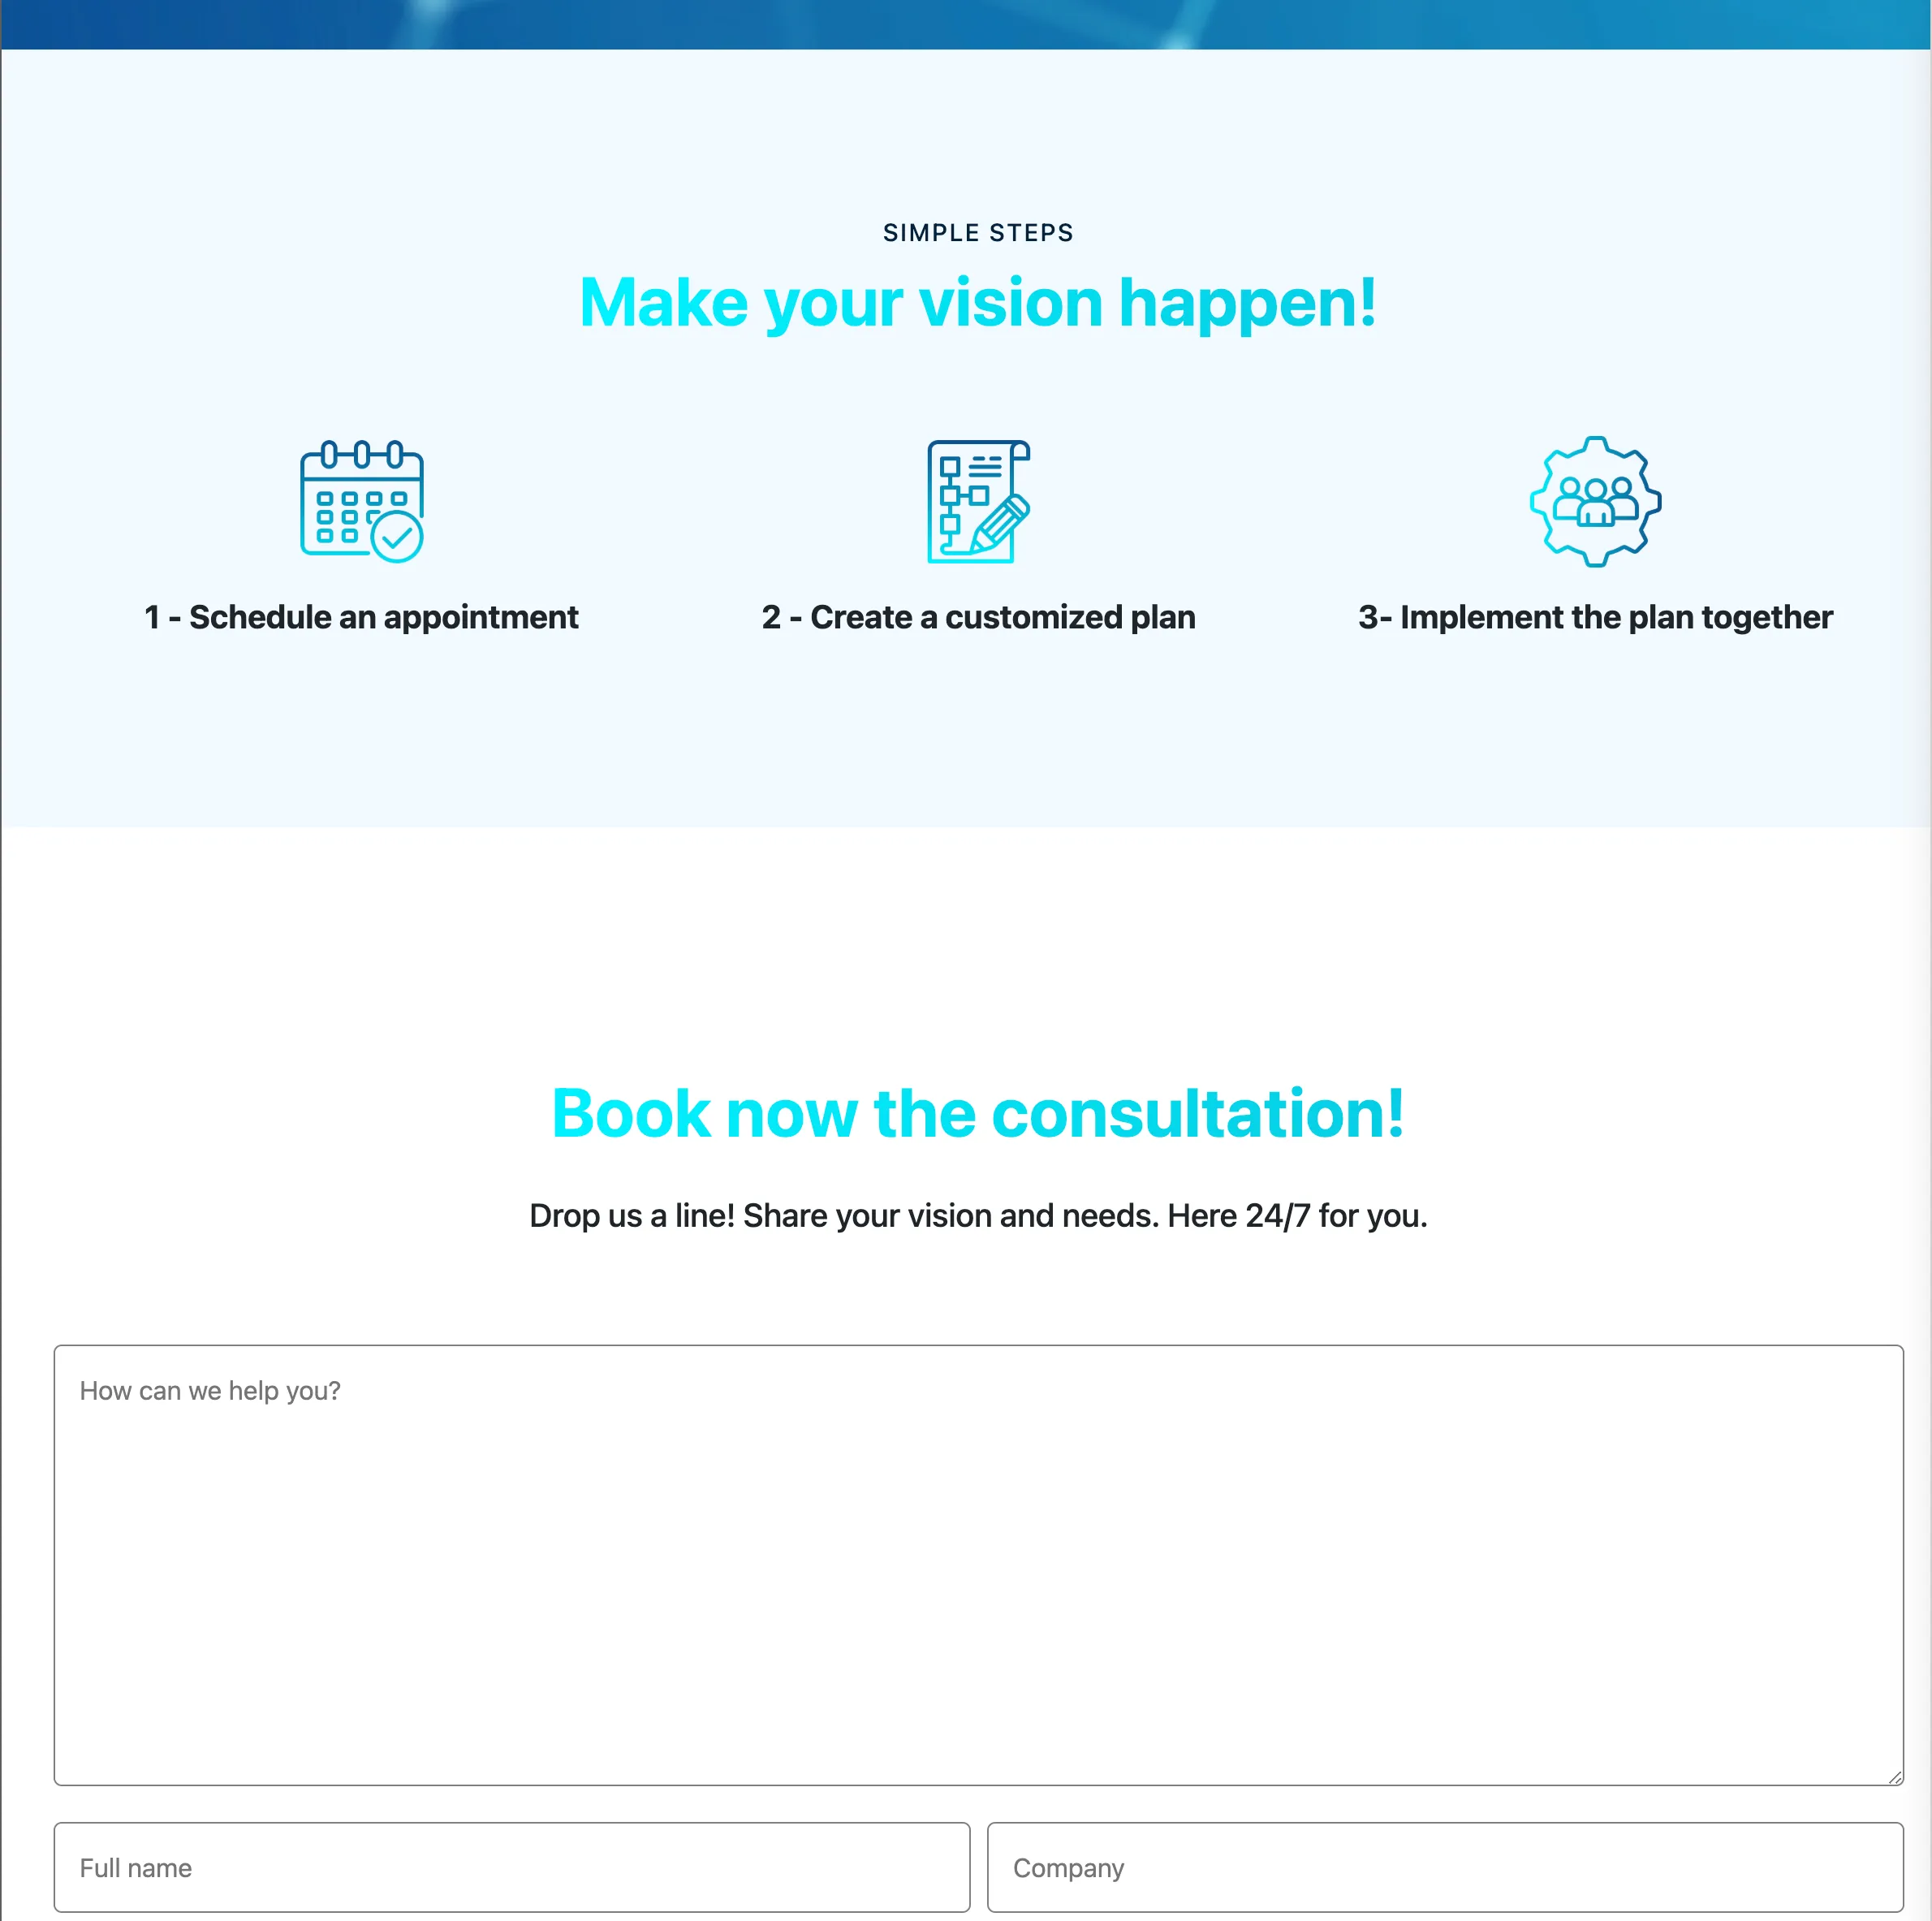 SIMPLE STEPS
Make your vision happen!
1 - Schedule an appointment
2 - Create a customized plan
3- Implement the plan together
Book now the consultation!
Drop us a line! Share your vision and needs. Here 24/7 for you.
How can we help you?
Full name
Company